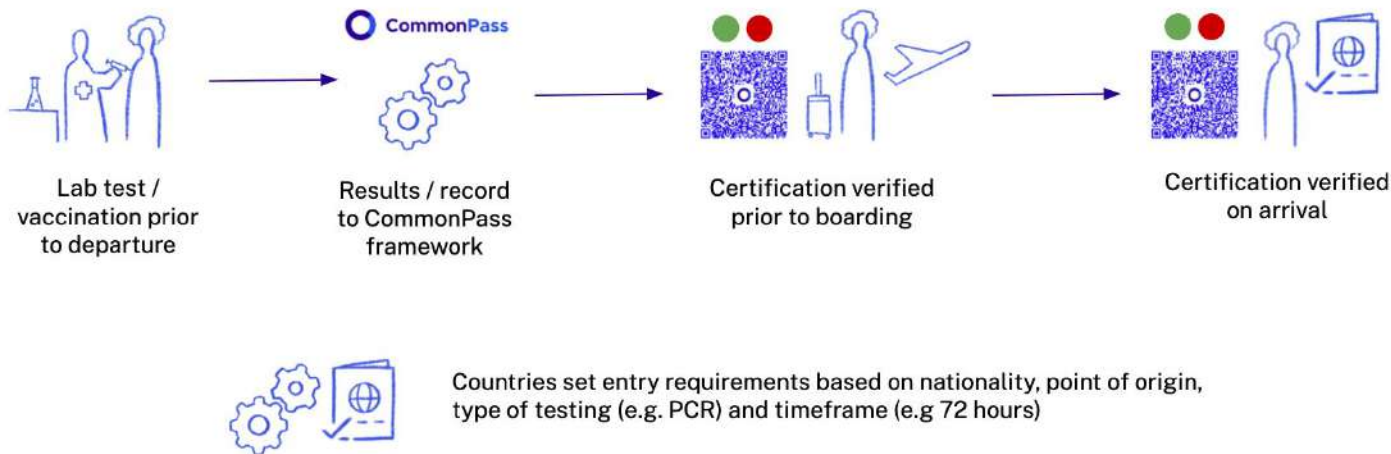 CommonPass
Lab test /
vaccination prior
to departure
Results / record
to CommonPass
framework
Certification verified
prior to boarding
Certification verified
on arrival
Countries set entry requirements based on nationality, point of origin,
type of testing (e.g. PCR) and timeframe (e.g 72 hours)